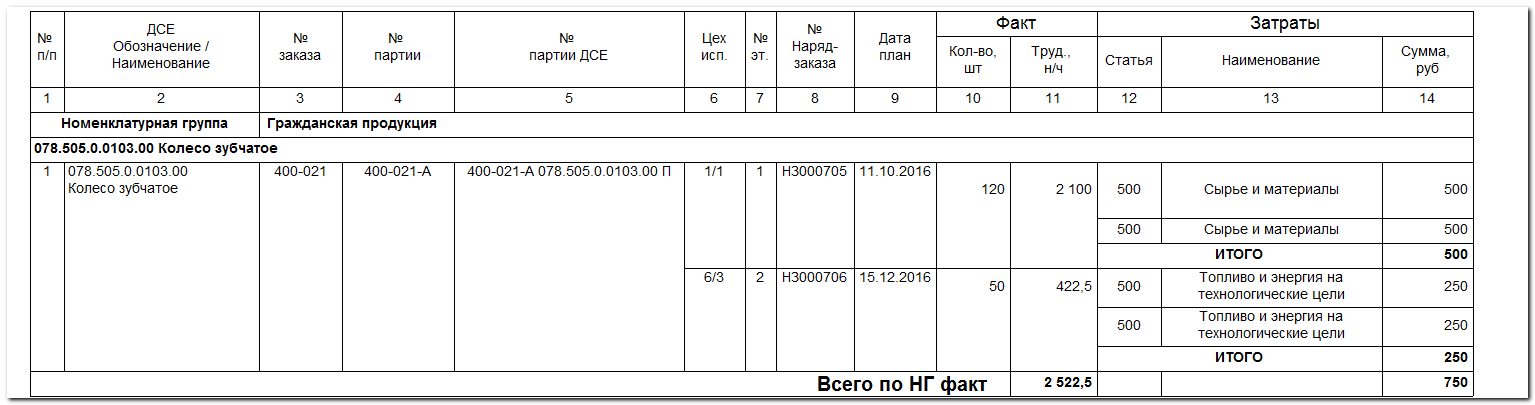 № п/п
ДСЕ Обозначение / Наименование
№ заказа
№ партии
№ партии ДСЕ
Цех исп.
№ эт.
№ Наряд-заказа
Дата план
Факт
Кол-во, шт
Труд., н/ч
Затраты
Статья
Наименование
Сумма, руб
1 2 3 4 5 6 7 8 9 10 11 12 13 14
Номенклатурная группа Гражданская продукция
078.505.0.0103.00 Колесо зубчатое
1 078.505.0.0103.00 400-021 400-021-А 400-021-А 078.505.0.0103.00 П 1/1 1 НЗ000705 11.10.2016
Колесо зубчатое
120 2 100 500 Сырье и материалы 500
500 Сырье и материалы 500
ИТОГО 500
6/3 2 НЗ000706 15.12.2016 50 422,5 500 Топливо и энергия на технологические цели 250
500 Топливо и энергия на технологические цели 250
ИТОГО 250
Всего по НГ факт 2 522,5 750